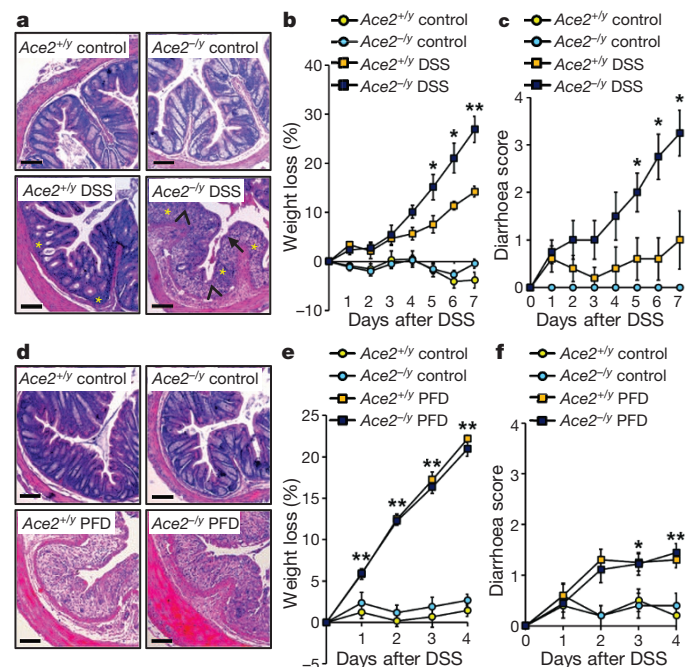 a
Ace2+/y control
Ace2–/y control
Ace2+/y DSS
Ace2–/y DSS
*
*
*
*
*
b
Ace2+/y control
Ace2–/y control
Ace2+/y DSS
Ace2–/y DSS
Weight loss (%)
40
30
20
10
0
–10
*
*
**
1 2 3 4 5 6 7
Days after DSS
c
Ace2+/y control
Ace2–/y control
Ace2+/y DSS
Ace2–/y DSS
Diarrhoea score
4
3
2
1
0
*
*
*
0 1 2 3 4 5 6 7
Days after DSS
d
Ace2+/y control
Ace2–/y control
Ace2+/y PFD
Ace2–/y PFD
e
Ace2+/y control
Ace2–/y control
Ace2+/y PFD
Ace2–/y PFD
Weight loss (%)
25
20
15
10
5
0
–5
**
**
**
**
1 2 3 4
Days after DSS
f
Ace2+/y control
Ace2–/y control
Ace2+/y PFD
Ace2–/y PFD
Diarrhoea score
4
3
2
1
0
*
**
0 1 2 3 4
Days after DSS